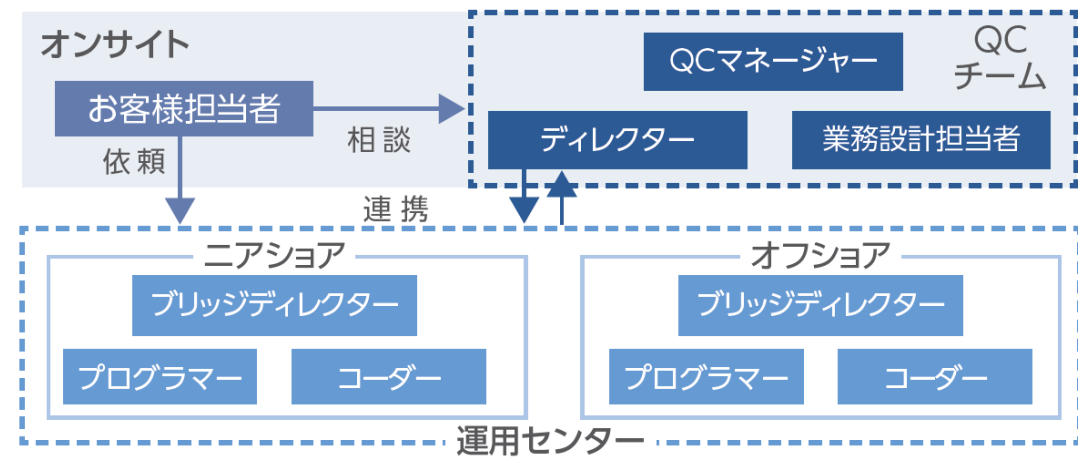 オンサイト
QC
チーム
QCマネージャー
お客様担当者
相談
ディレクター
業務設計担当者
依頼
連携
ニアショア
ブリッジディレクター
プログラマー
コーダー
オフショア
ブリッジディレクター
プログラマー
コーダー
運用センター